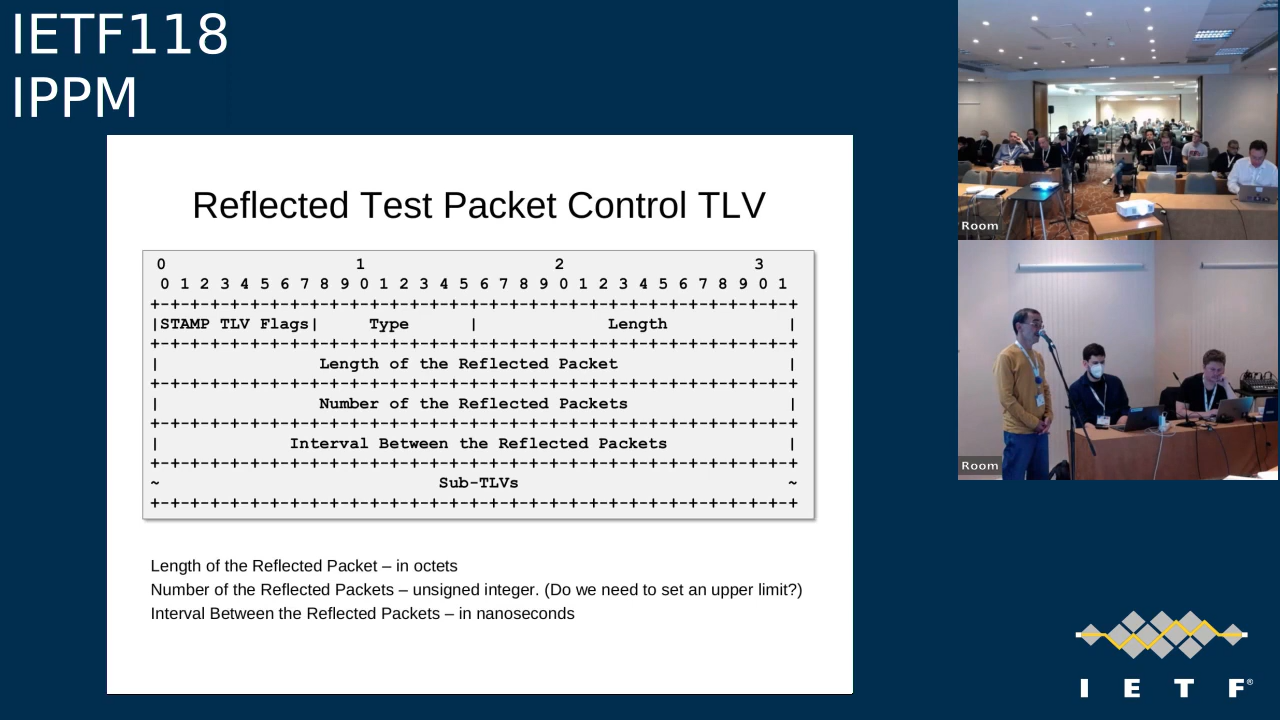 IETF118
IPPM
Reflected Test Packet Control TLV
0                   1                   2                   3
0 1 2 3 4 5 6 7 8 9 0 1 2 3 4 5 6 7 8 9 0 1 2 3 4 5 6 7 8 9 0 1
+-+-+-+-+-+-+-+-+-+-+-+-+-+-+-+-+-+-+-+-+-+-+-+-+-+-+-+-+-+-+-+-+
|STAMP TLV Flags|     Type      |             Length            |
+-+-+-+-+-+-+-+-+-+-+-+-+-+-+-+-+-+-+-+-+-+-+-+-+-+-+-+-+-+-+-+-+
|                Length of the Reflected Packet                 |
+-+-+-+-+-+-+-+-+-+-+-+-+-+-+-+-+-+-+-+-+-+-+-+-+-+-+-+-+-+-+-+-+
|                Number of the Reflected Packets                |
+-+-+-+-+-+-+-+-+-+-+-+-+-+-+-+-+-+-+-+-+-+-+-+-+-+-+-+-+-+-+-+-+
|             Interval Between the Reflected Packets            |
+-+-+-+-+-+-+-+-+-+-+-+-+-+-+-+-+-+-+-+-+-+-+-+-+-+-+-+-+-+-+-+-+
~                            Sub-TLVs                           ~
+-+-+-+-+-+-+-+-+-+-+-+-+-+-+-+-+-+-+-+-+-+-+-+-+-+-+-+-+-+-+-+-+
Length of the Reflected Packet – in octets
Number of the Reflected Packets – unsigned integer. (Do we need to set an upper limit?)
Interval Between the Reflected Packets – in nanoseconds
Room
Room
I E T F®